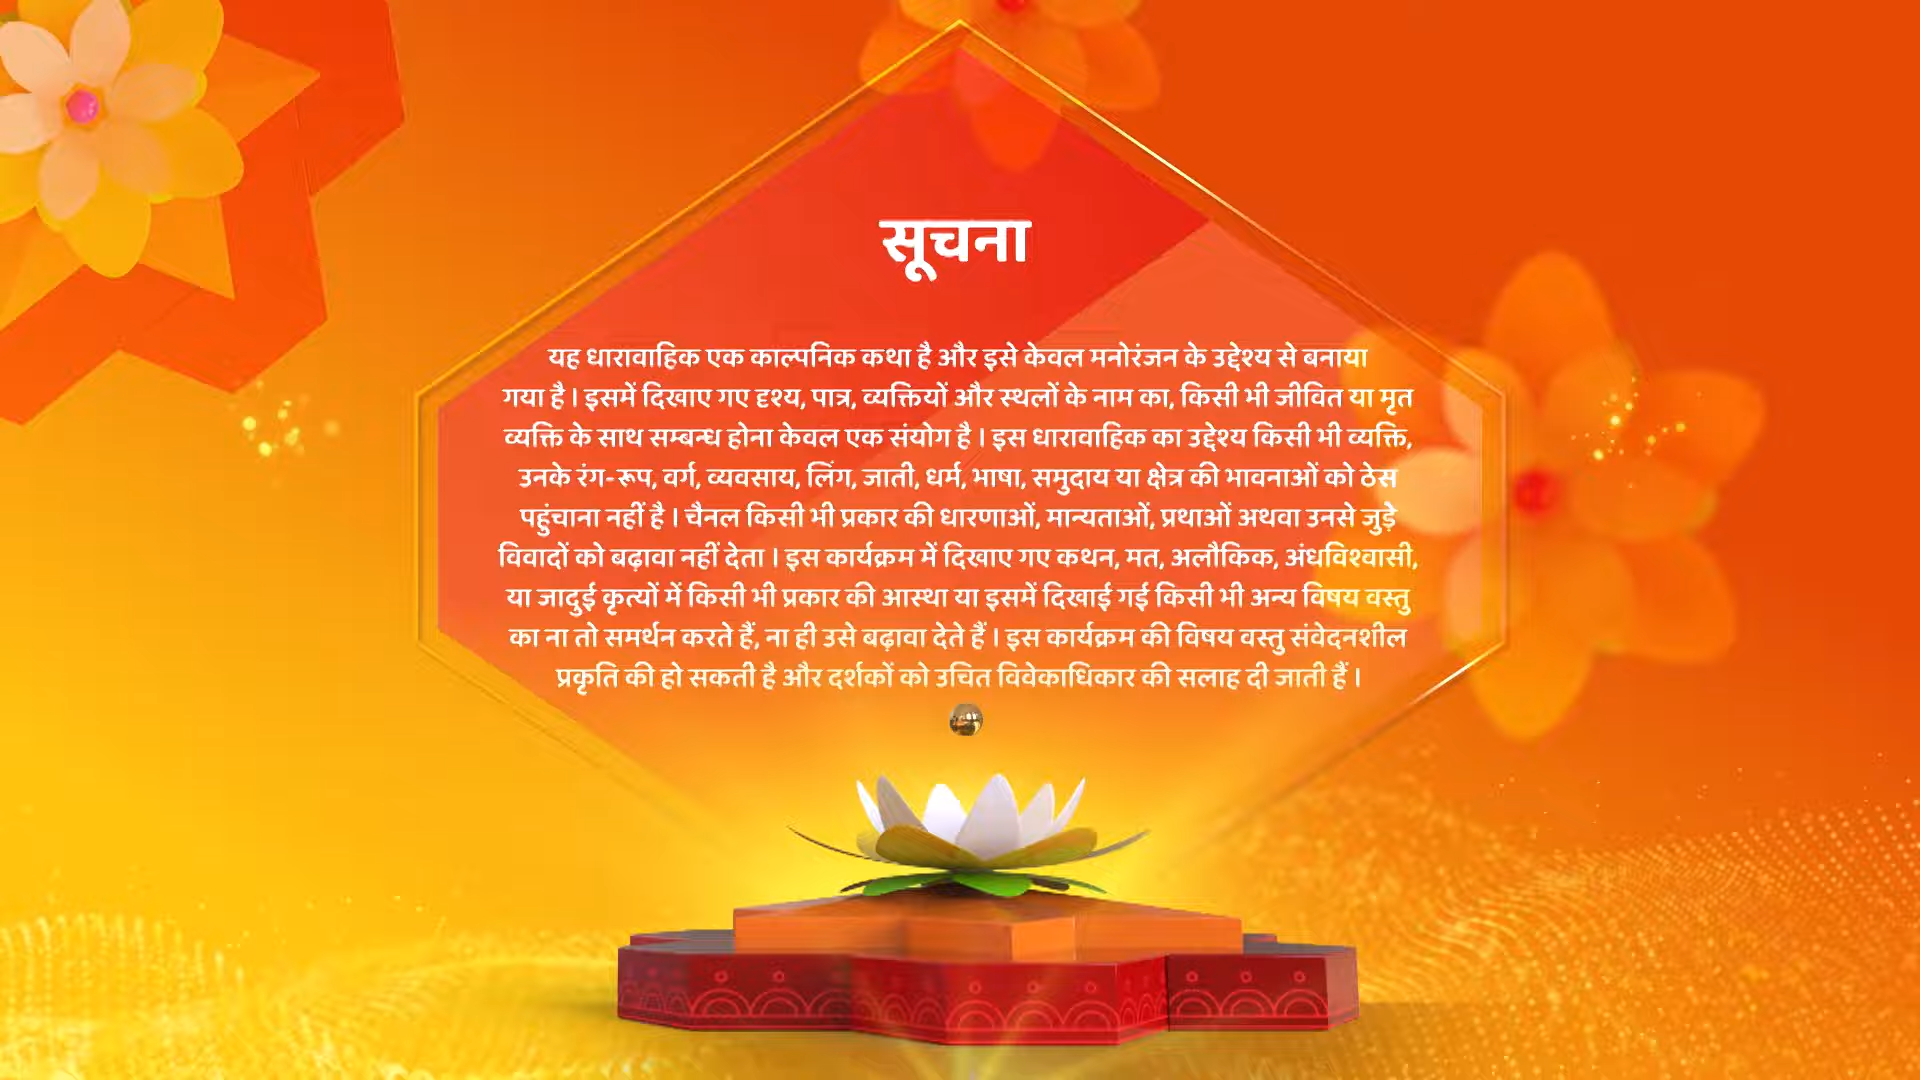 सूचना
यह धारावाहिक एक काल्पनिक कथा है और इसे केवल मनोरंजन के उद्देश्य से बनाया
गया है । इसमें दिखाए गए दृश्य, पात्र, व्यक्तियों और स्थलों के नाम का, किसी भी जीवित या मृत
व्यक्ति के साथ सम्बन्ध होना केवल एक संयोग है । इस धारावाहिक का उद्देश्य किसी भी व्यक्ति,
उनके रंग-रूप, वर्ग, व्यवसाय, लिंग, जाती, धर्म, भाषा, समुदाय या क्षेत्र की भावनाओं को ठेस
पहुंचाना नहीं है । चैनल किसी भी प्रकार की धारणाओं, मान्यताओं, प्रथाओं अथवा उनसे जुड़े
विवादों को बढ़ावा नहीं देता । इस कार्यक्रम में दिखाए गए कथन, मत, अलौकिक, अंधविश्वासी,
या जादुई कृत्यों में किसी भी प्रकार की आस्था या इसमें दिखाई गई किसी भी अन्य विषय वस्तु
का ना तो समर्थन करते हैं, ना ही उसे बढ़ावा देते हैं । इस कार्यक्रम की विषय वस्तु संवेदनशील
प्रकृति की हो सकती है और दर्शकों को उचित विवेकाधिकार की सलाह दी जाती हैं ।